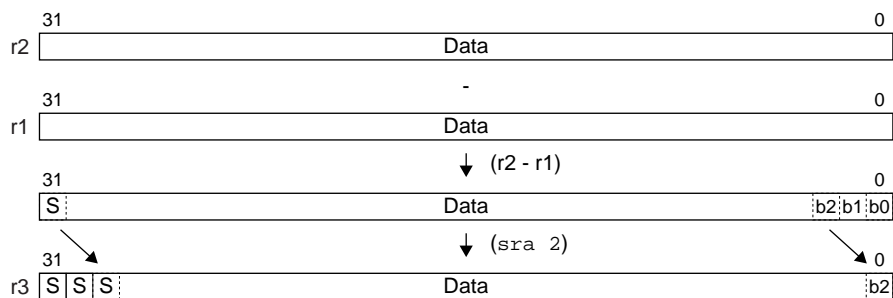 31 0
r2 Data
-
31 0
r1 Data
(r2 - r1)
31 0
S Data b2 b1 b0
(sra 2)
31 0
r3 S S S Data b2